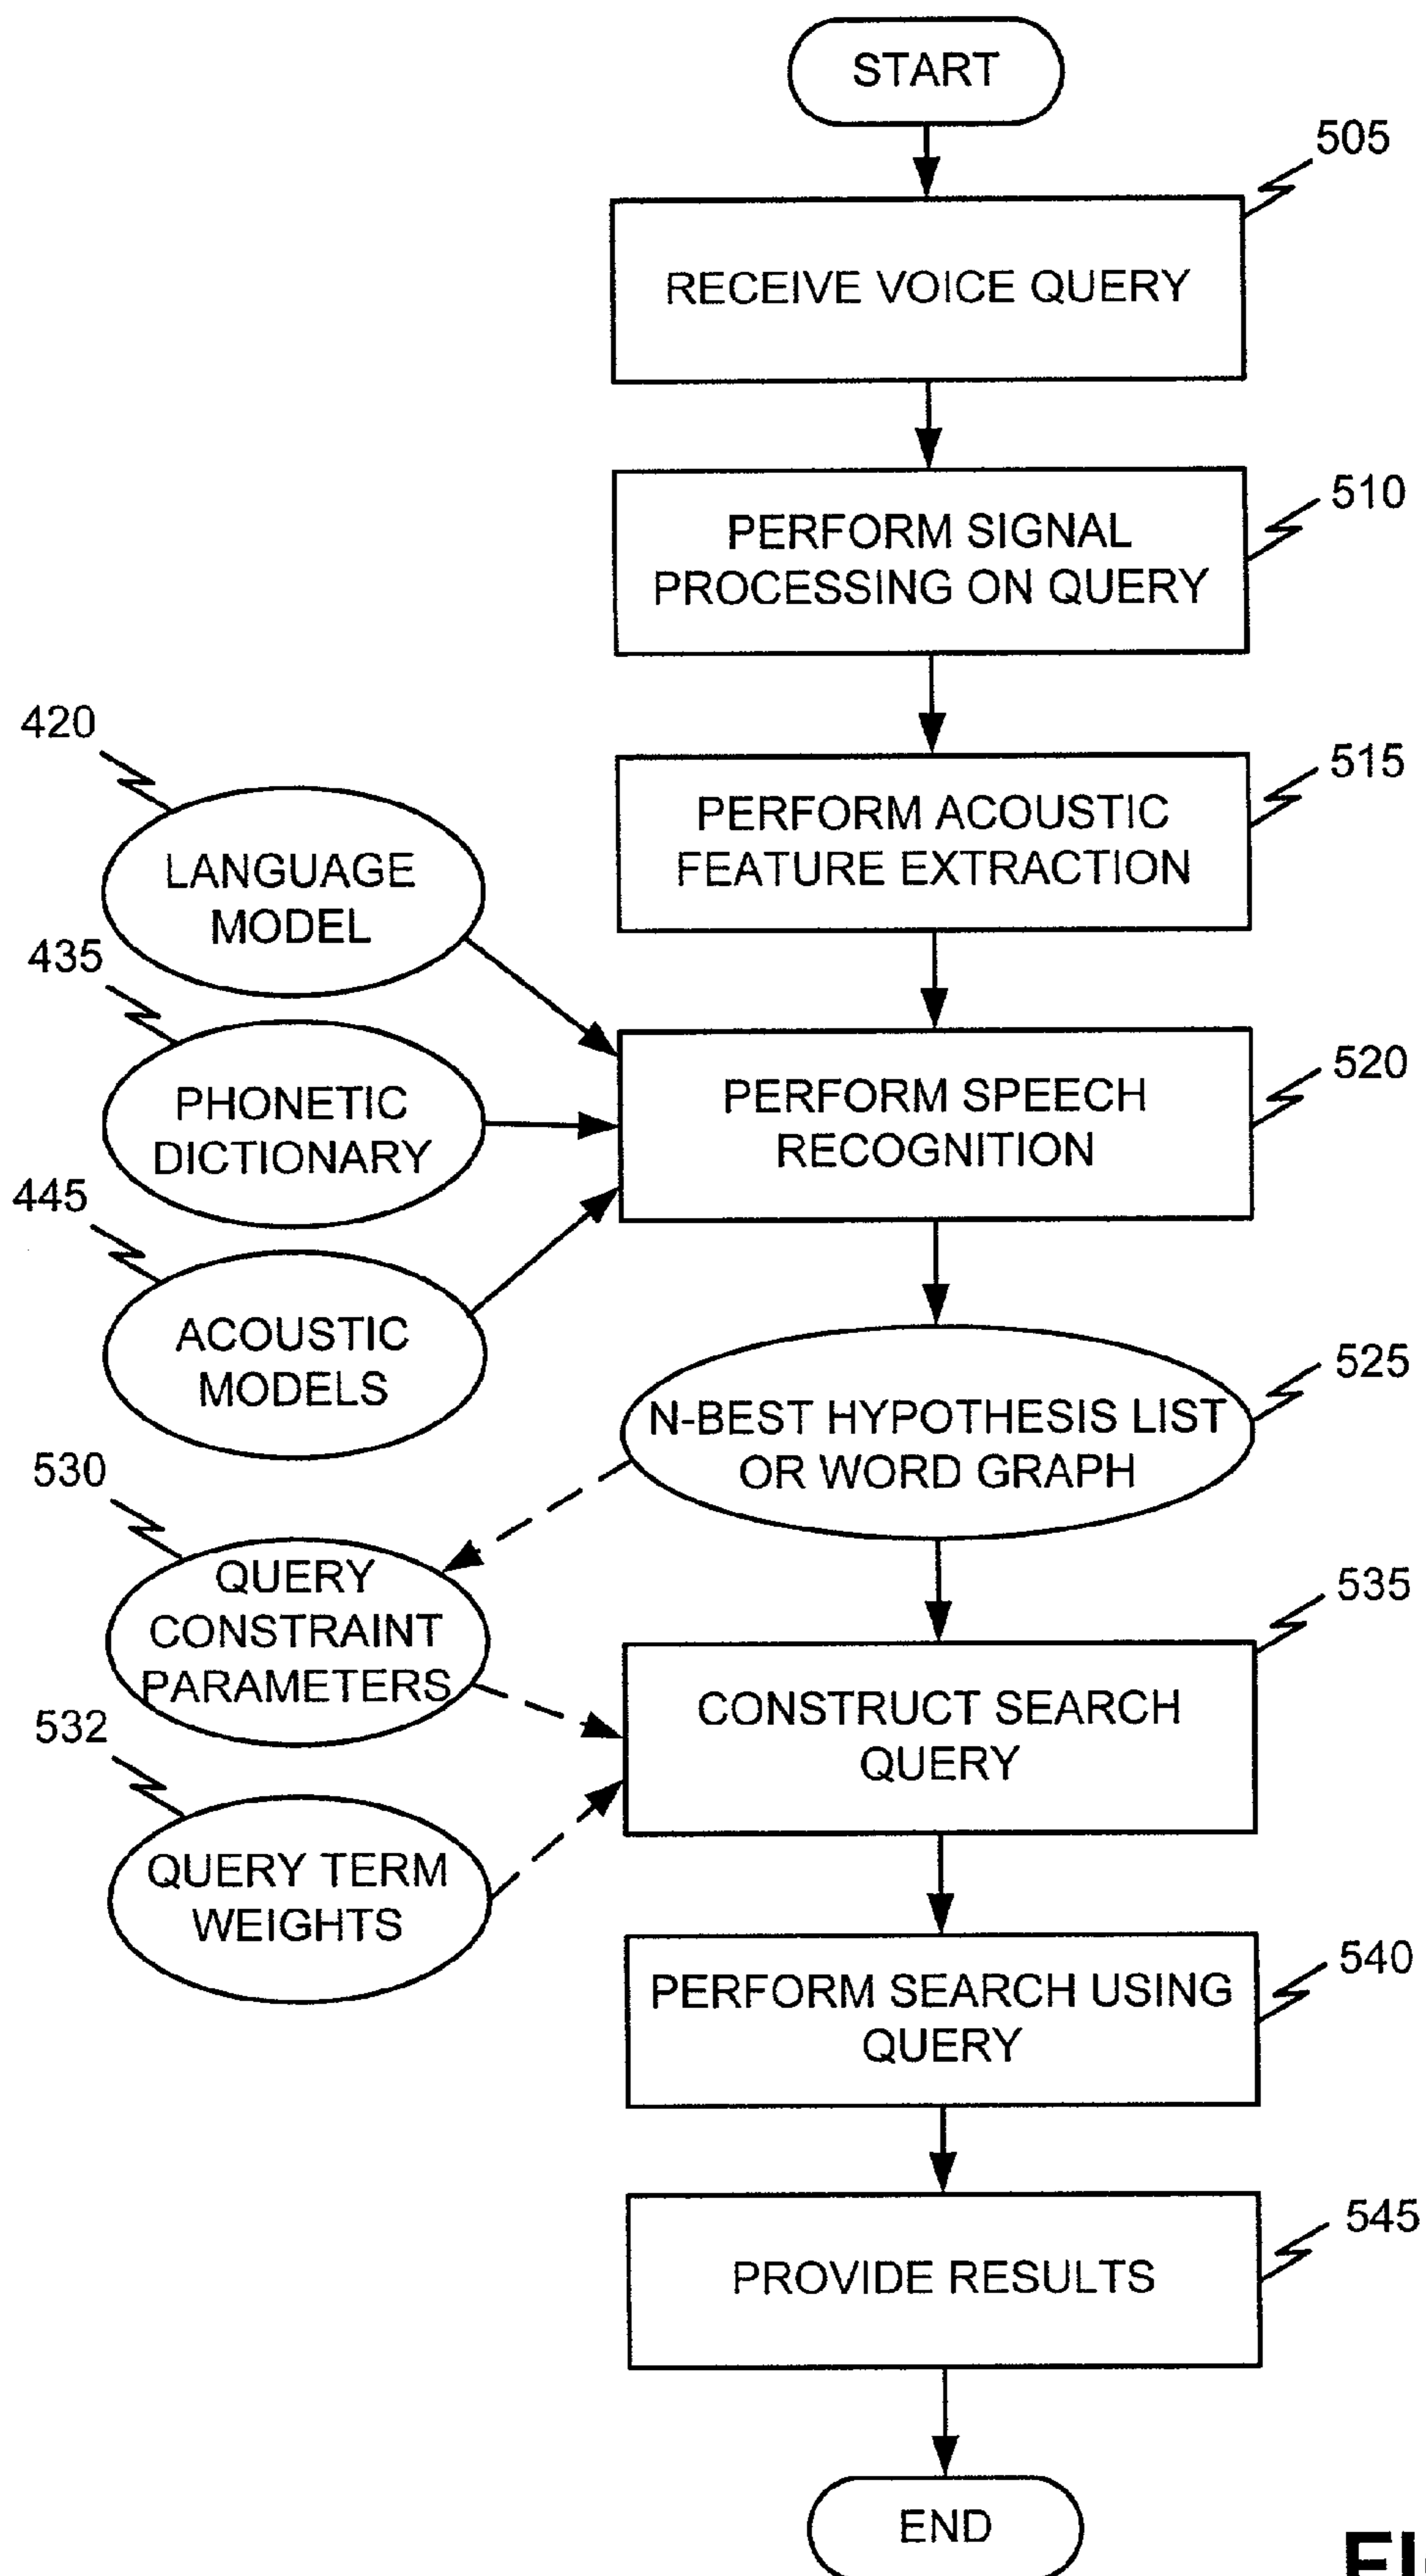 START
505
RECEIVE VOICE QUERY
510
PERFORM SIGNAL
PROCESSING ON QUERY
515
PERFORM ACOUSTIC
FEATURE EXTRACTION
420
LANGUAGE
MODEL
435
PHONETIC
DICTIONARY
445
ACOUSTIC
MODELS
520
PERFORM SPEECH
RECOGNITION
525
N-BEST HYPOTHESIS LIST
OR WORD GRAPH
530
QUERY
CONSTRAINT
PARAMETERS
532
QUERY TERM
WEIGHTS
535
CONSTRUCT SEARCH
QUERY
540
PERFORM SEARCH USING
QUERY
545
PROVIDE RESULTS
END